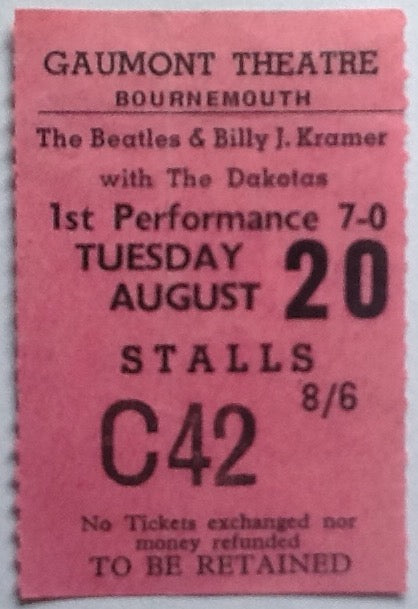 GAUMONT THEATRE
BOURNEMOUTH
The Beatles & Billy J. Kramer
with The Dakotas
1st Performance 7-0
TUESDAY
AUGUST 20
STALLS
8/6
C42
No Tickets exchanged nor
money refunded
TO BE RETAINED